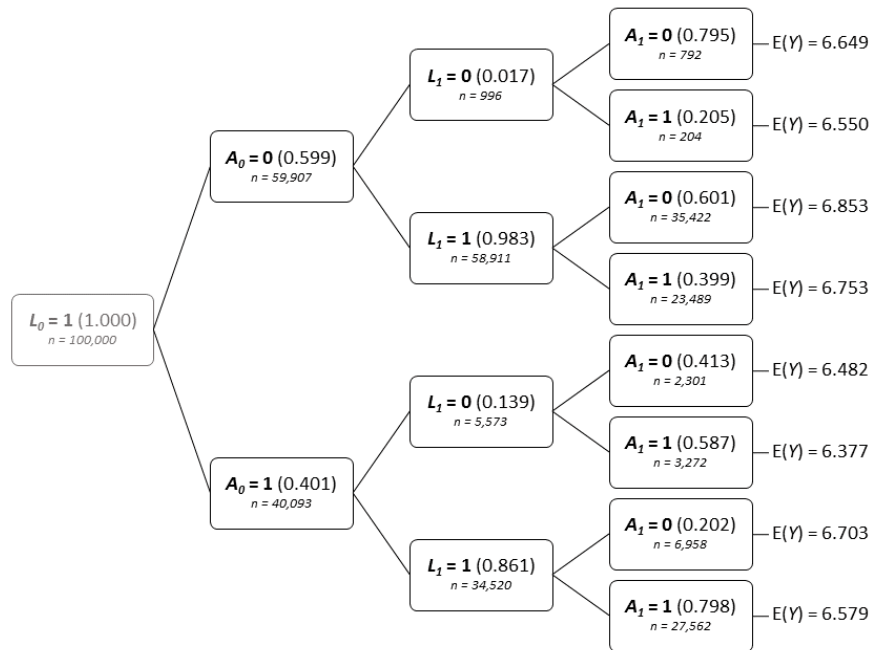 A₁ = 0 (0.795)
n = 792
E(Y) = 6.649
L₁ = 0 (0.017)
n = 996
A₁ = 1 (0.205)
n = 204
E(Y) = 6.550
A₀ = 0 (0.599)
n = 59,907
A₁ = 0 (0.601)
n = 35,422
E(Y) = 6.853
L₁ = 1 (0.983)
n = 58,911
A₁ = 1 (0.399)
n = 23,489
E(Y) = 6.753
L₀ = 1 (1.000)
n = 100,000
A₁ = 0 (0.413)
n = 2,301
E(Y) = 6.482
L₁ = 0 (0.139)
n = 5,573
A₁ = 1 (0.587)
n = 3,272
E(Y) = 6.377
A₀ = 1 (0.401)
n = 40,093
A₁ = 0 (0.202)
n = 6,958
E(Y) = 6.703
L₁ = 1 (0.861)
n = 34,520
A₁ = 1 (0.798)
n = 27,562
E(Y) = 6.579